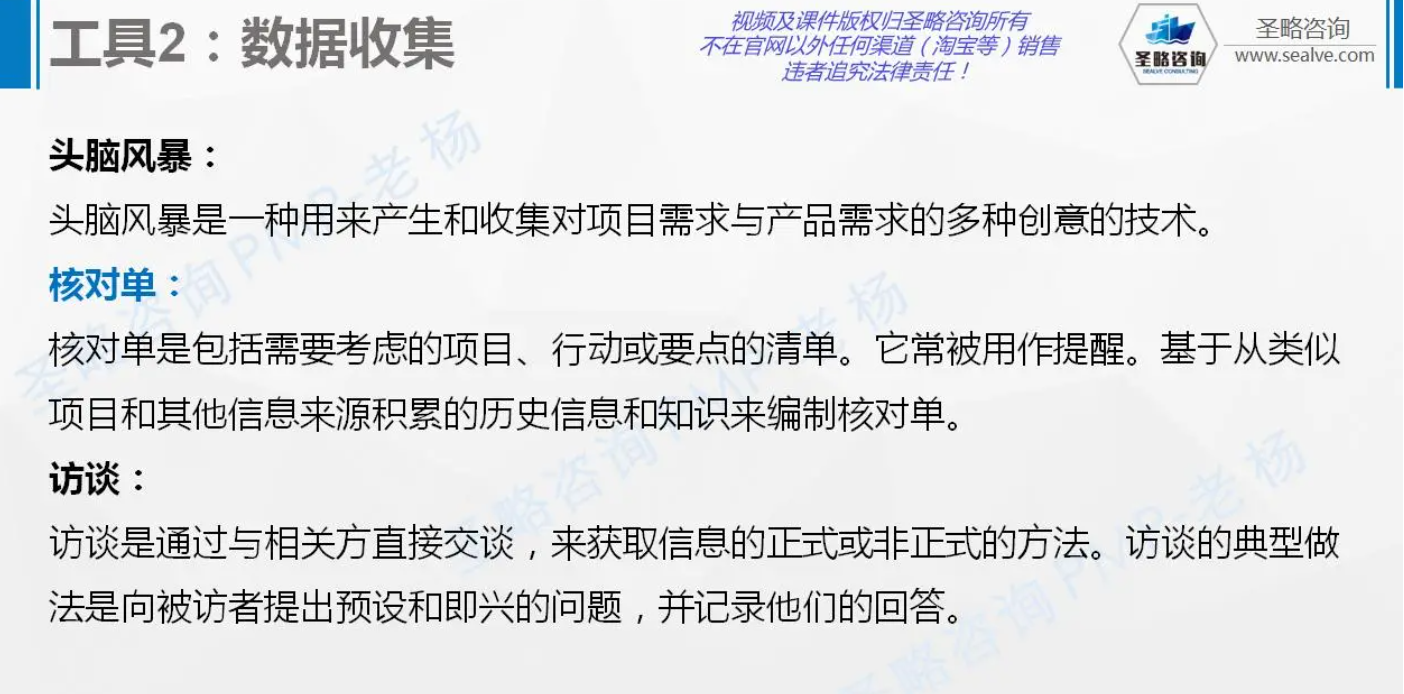 工具2：数据收集
视频及课件版权归圣略咨询所有
不在官网以外任何渠道（淘宝等）销售
违者追究法律责任！
圣略咨询
SEALVE CONSULTING
圣略咨询
www.sealve.com
头脑风暴：
头脑风暴是一种用来产生和收集对项目需求与产品需求的多种创意的技术。
核对单：
核对单是包括需要考虑的项目、行动或要点的清单。它常被用作提醒。基于从类似
项目和其他信息来源积累的历史信息和知识来编制核对单。
访谈：
访谈是通过与相关方直接交谈，来获取信息的正式或非正式的方法。访谈的典型做
法是向被访者提出预设和即兴的问题，并记录他们的回答。
圣略咨询PMP-老杨
圣略咨询PMP-老杨
圣略咨询PMP-老杨